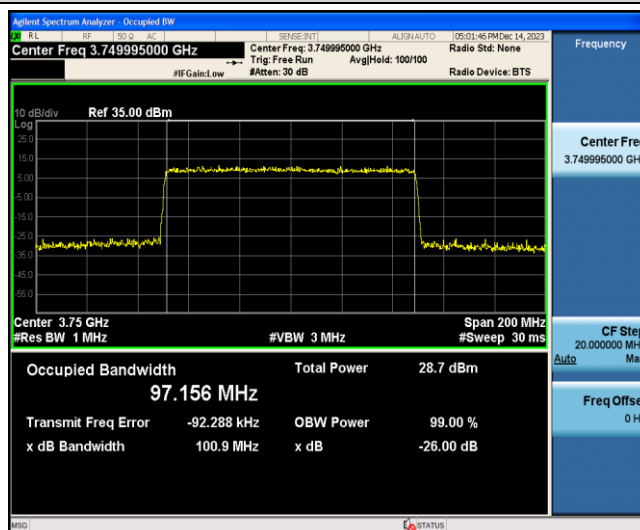 Agilent Spectrum Analyzer - Occupied BW
RL RF 50 Ω AC SENSE:INT ALIGN AUTO 05:01:46 PM Dec 14, 2023
Center Freq 3.749995000 GHz
Center Freq: 3.749995000 GHz Radio Std: None
Trig: Free Run Avg|Hold: 100/100
#IFGain:Low #Atten: 30 dB Radio Device: BTS
Frequency
10 dB/div Ref 35.00 dBm
Log
25.0
15.0
5.00
-5.00
-15.0
-25.0
-35.0
-45.0
-55.0
Center 3.75 GHz Span 200 MHz
#Res BW 1 MHz #VBW 3 MHz #Sweep 30 ms
Occupied Bandwidth Total Power 28.7 dBm
97.156 MHz
Transmit Freq Error -92.288 kHz OBW Power 99.00 %
x dB Bandwidth 100.9 MHz x dB -26.00 dB
Center Fre
3.749995000 GH
CF Step
20.000000 MH
Auto Ma
Freq Offse
0 H
MSG STATUS